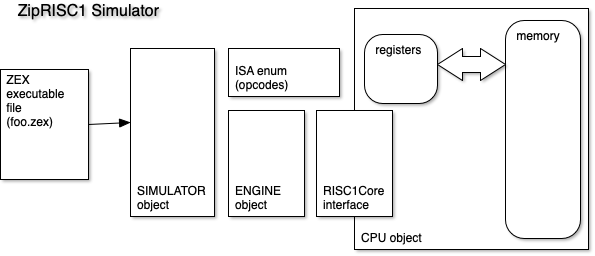 ZipRISC1 Simulator
ZEX
executable
file
(foo.zex)
SIMULATOR
object
ISA enum
(opcodes)
ENGINE
object
RISC1Core
interface
registers
memory
CPU object